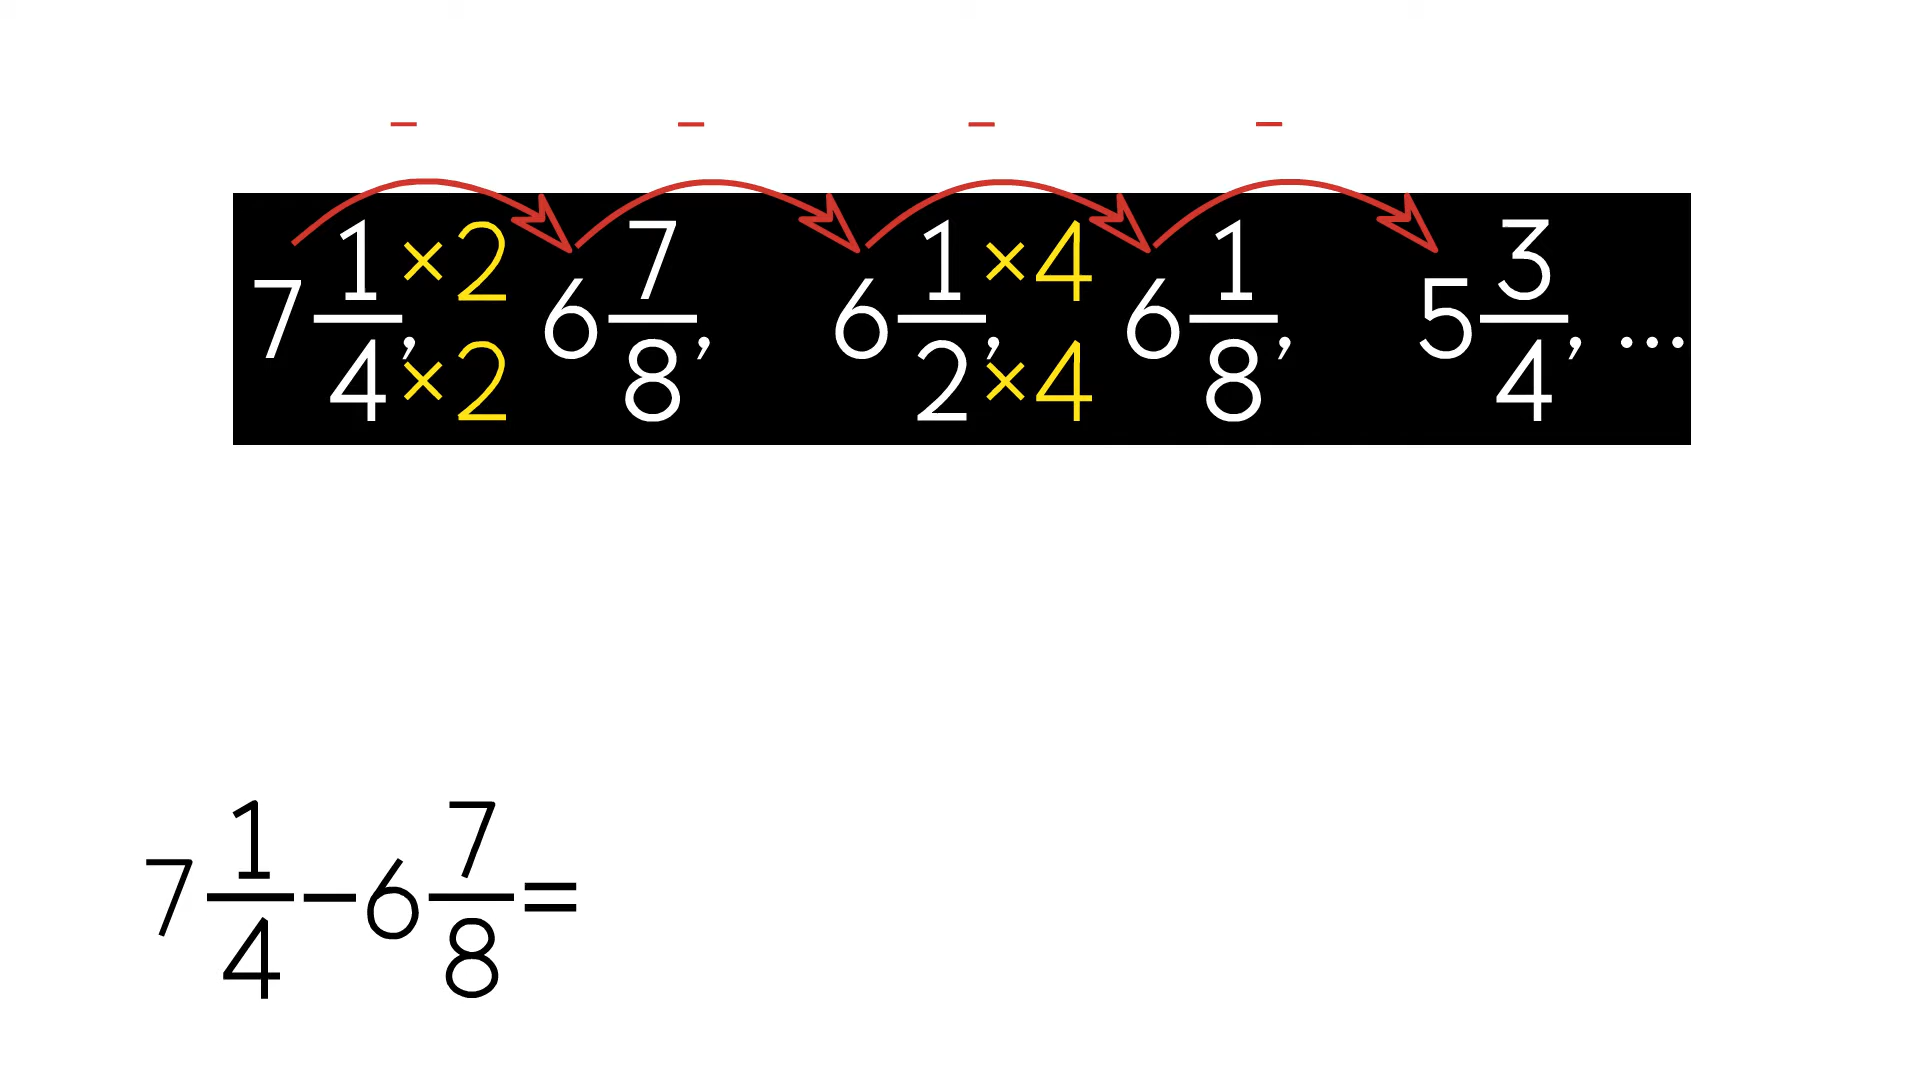 − − − −
7 1/4 ×2/×2, 6 7/8, 6 1/2 ×4/×4, 6 1/8, 5 3/4, ...
7 1/4 − 6 7/8 =